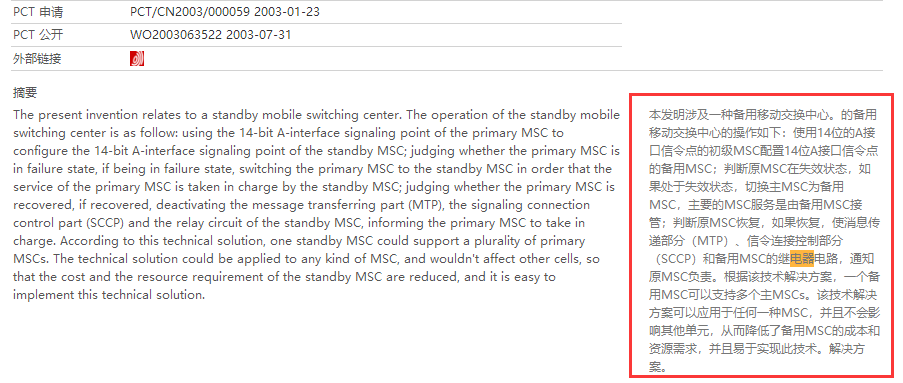 PCT 申请 PCT/CN2003/000059 2003-01-23
PCT 公开 WO2003063522 2003-07-31
外部链接
摘要
The present invention relates to a standby mobile switching center. The operation of the standby mobile
switching center is as follow: using the 14-bit A-interface signaling point of the primary MSC to
configure the 14-bit A-interface signaling point of the standby MSC; judging whether the primary MSC is
in failure state, if being in failure state, switching the primary MSC to the standby MSC in order that the
service of the primary MSC is taken in charge by the standby MSC; judging whether the primary MSC is
recovered, if recovered, deactivating the message transferring part (MTP), the signaling connection
control part (SCCP) and the relay circuit of the standby MSC, informing the primary MSC to take in
charge. According to this technical solution, one standby MSC could support a plurality of primary
MSCs. The technical solution could be applied to any kind of MSC, and wouldn't affect other cells, so
that the cost and the resource requirement of the standby MSC are reduced, and it is easy to
implement this technical solution.
本发明涉及一种备用移动交换中心。的备用
移动交换中心的操作如下：使用14位的A接
口信令点的初级MSC配置14位A接口信令点
的备用MSC；判断原MSC在失效状态，如
果处于失效状态，切换主MSC为备用
MSC，主要的MSC服务是由备用MSC接
管；判断原MSC恢复，如果恢复，使消息传
递部分（MTP）、信令连接控制部分
（SCCP）和备用MSC的继电器电路，通知
原MSC负责。根据该技术解决方案，一个备
用MSC可以支持多个主MSCs。该技术解决
方案可以应用于任何一种MSC，并且不会影
响其他单元，从而降低了备用MSC的成本和
资源需求，并且易于实现此技术。解决方
案。